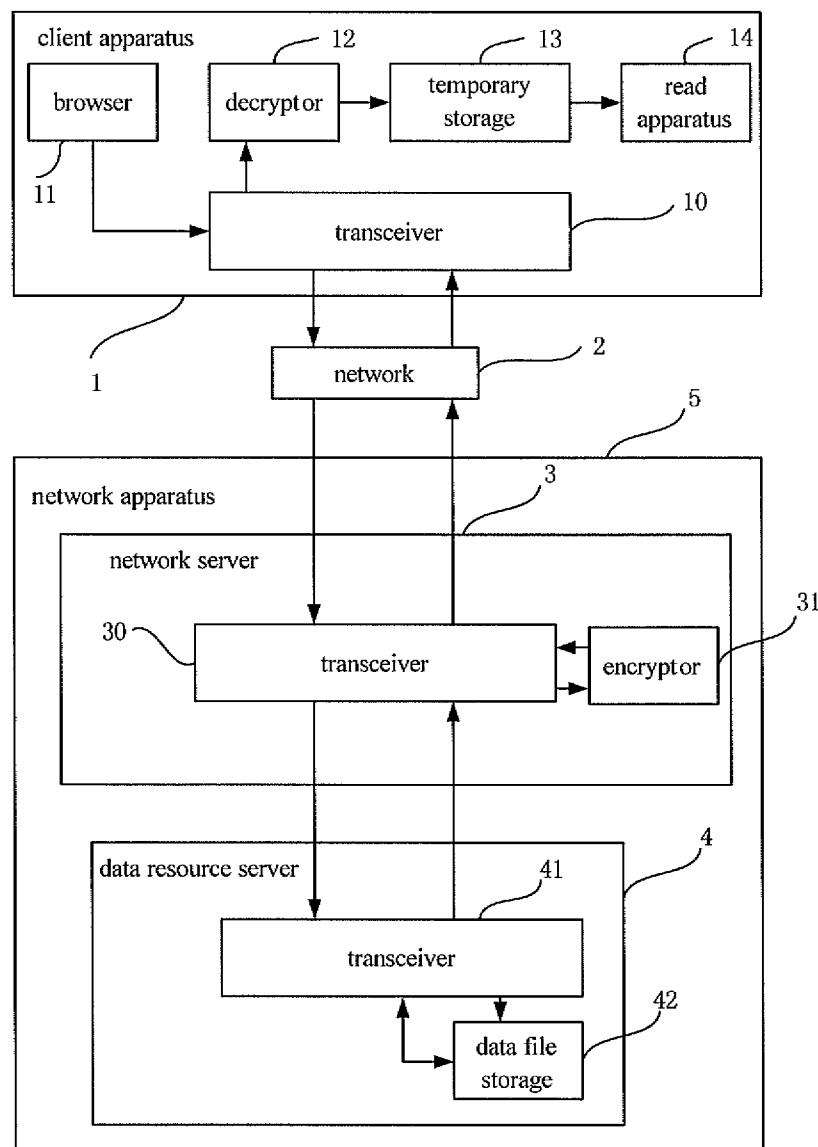 client apparatus
12
13
14
browser
decryptor
temporary
storage
read
apparatus
11
transceiver
10
1
network
2
5
network apparatus
3
network server
30
transceiver
encryptor
31
data resource server
4
41
transceiver
42
data file
storage